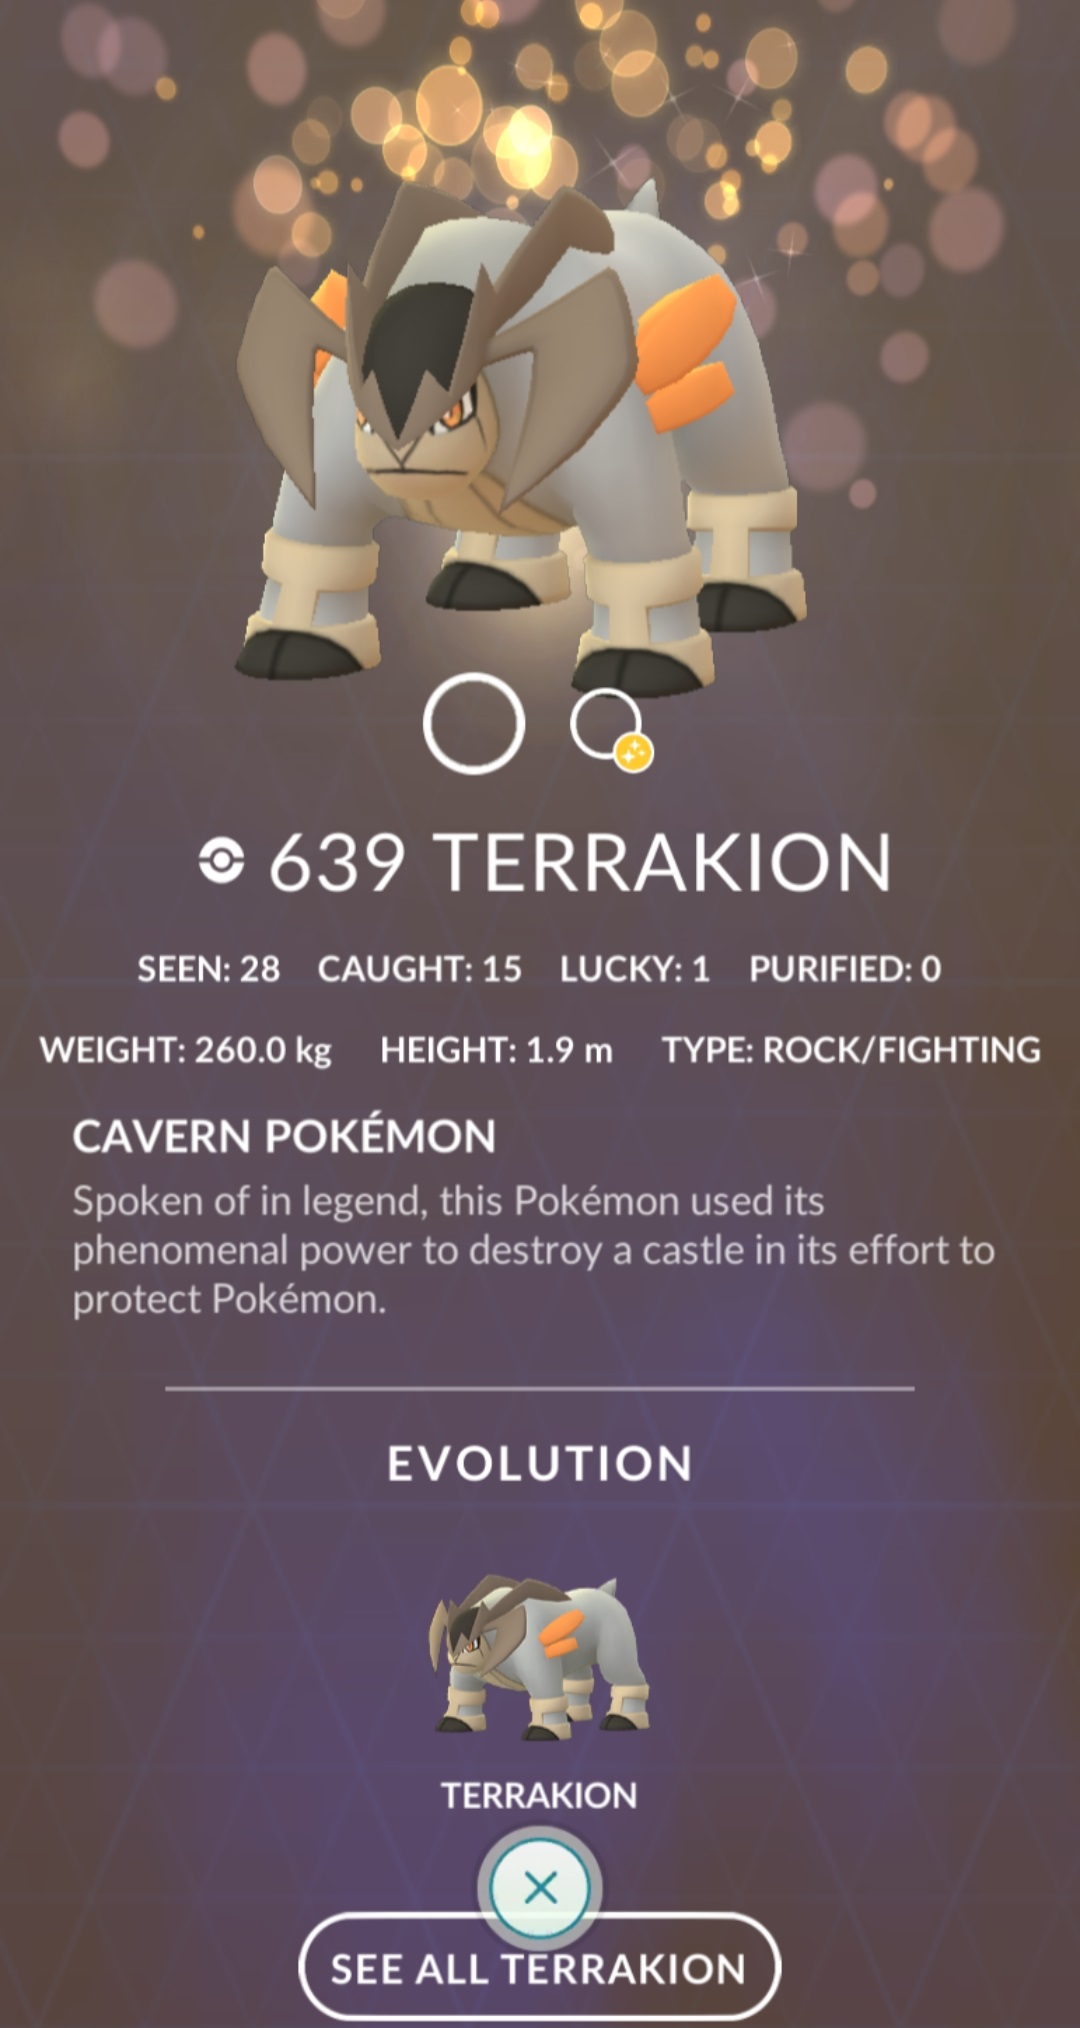 639 TERRAKION
SEEN: 28 CAUGHT: 15 LUCKY: 1 PURIFIED: 0
WEIGHT: 260.0 kg HEIGHT: 1.9 m TYPE: ROCK/FIGHTING
CAVERN POKÉMON
Spoken of in legend, this Pokémon used its
phenomenal power to destroy a castle in its effort to
protect Pokémon.
EVOLUTION
TERRAKION
SEE ALL TERRAKION